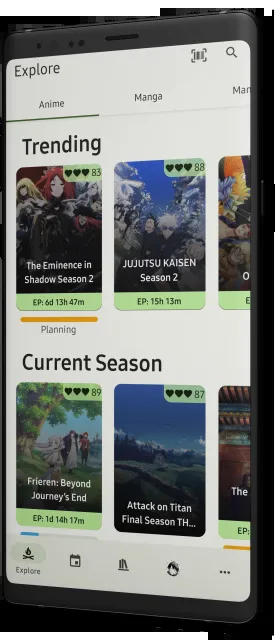 Explore
Anime
Manga
Man
Trending
83
88
The Eminence in
Shadow Season 2
JUJUTSU KAISEN
Season 2
O
EP: 6d 13h 47m
EP: 15h 13m
E
Planning
Current Season
89
87
Frieren: Beyond
Journey's End
Attack on Titan
Final Season TH...
The
EP: 1d 14h 17m
EP:
Explore